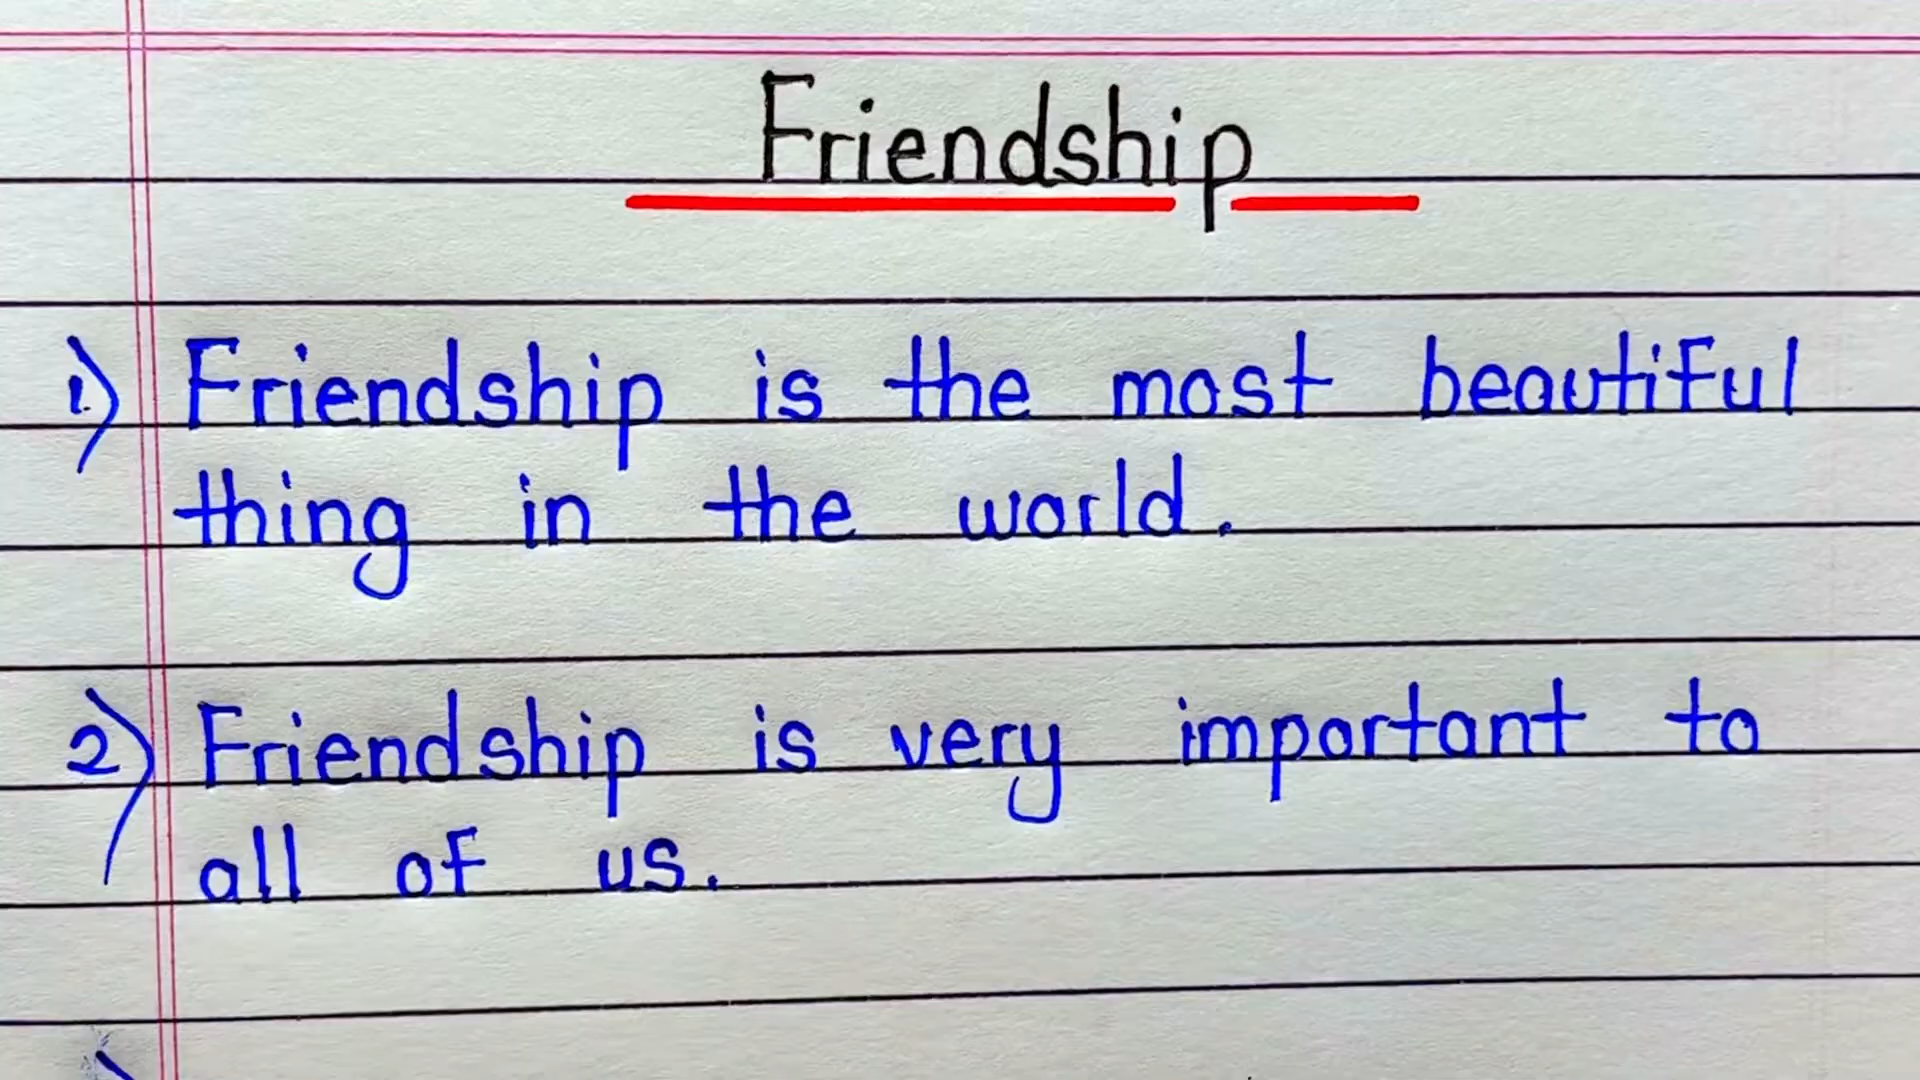 Friendship
1) Friendship is the most beautiful
thing in the world.
2) Friendship is very important to
all of us.